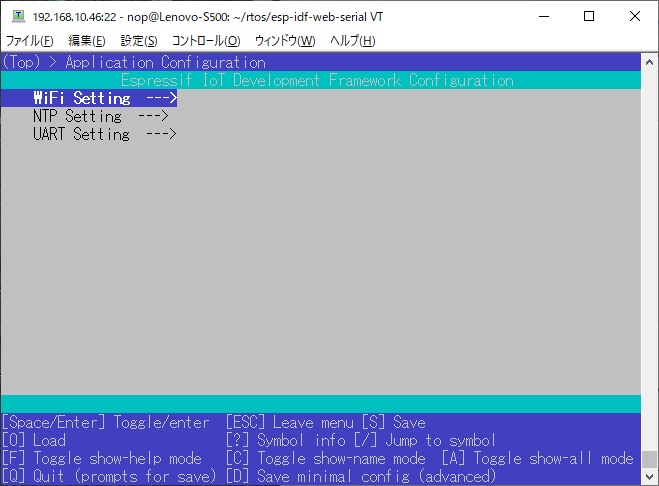 192.168.10.46:22 - nop@Lenovo-S500: ~/rtos/esp-idf-web-serial VT
ファイル(F) 編集(E) 設定(S) コントロール(O) ウィンドウ(W) ヘルプ(H)
(Top) > Application Configuration
Espressif IoT Development Framework Configuration
WiFi Setting --->
NTP Setting --->
UART Setting --->
[Space/Enter] Toggle/enter [ESC] Leave menu [S] Save
[O] Load [?] Symbol info [/] Jump to symbol
[F] Toggle show-help mode [C] Toggle show-name mode [A] Toggle show-all mode
[Q] Quit (prompts for save) [D] Save minimal config (advanced)